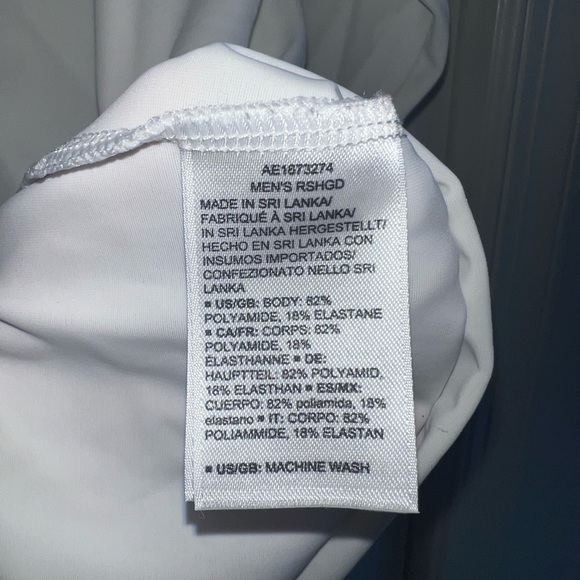 AE1673274
MEN'S RSHGD
MADE IN SRI LANKA/
FABRIQUÉ À SRI LANKA/
IN SRI LANKA HERGESTELLT/
HECHO EN SRI LANKA CON
INSUMOS IMPORTADOS/
CONFEZIONATO NELLO SRI
LANKA
▪ US/GB: BODY: 82%
POLYAMIDE, 18% ELASTANE
▪ CA/FR: CORPS: 82%
POLYAMIDE, 18%
ÉLASTHANNE ▪ DE:
HAUPTTEIL: 82% POLYAMID,
18% ELASTHAN ▪ ES/MX:
CUERPO: 82% poliamida, 18%
elastano ▪ IT: CORPO: 82%
POLIAMMIDE, 18% ELASTAN
▪ US/GB: MACHINE WASH